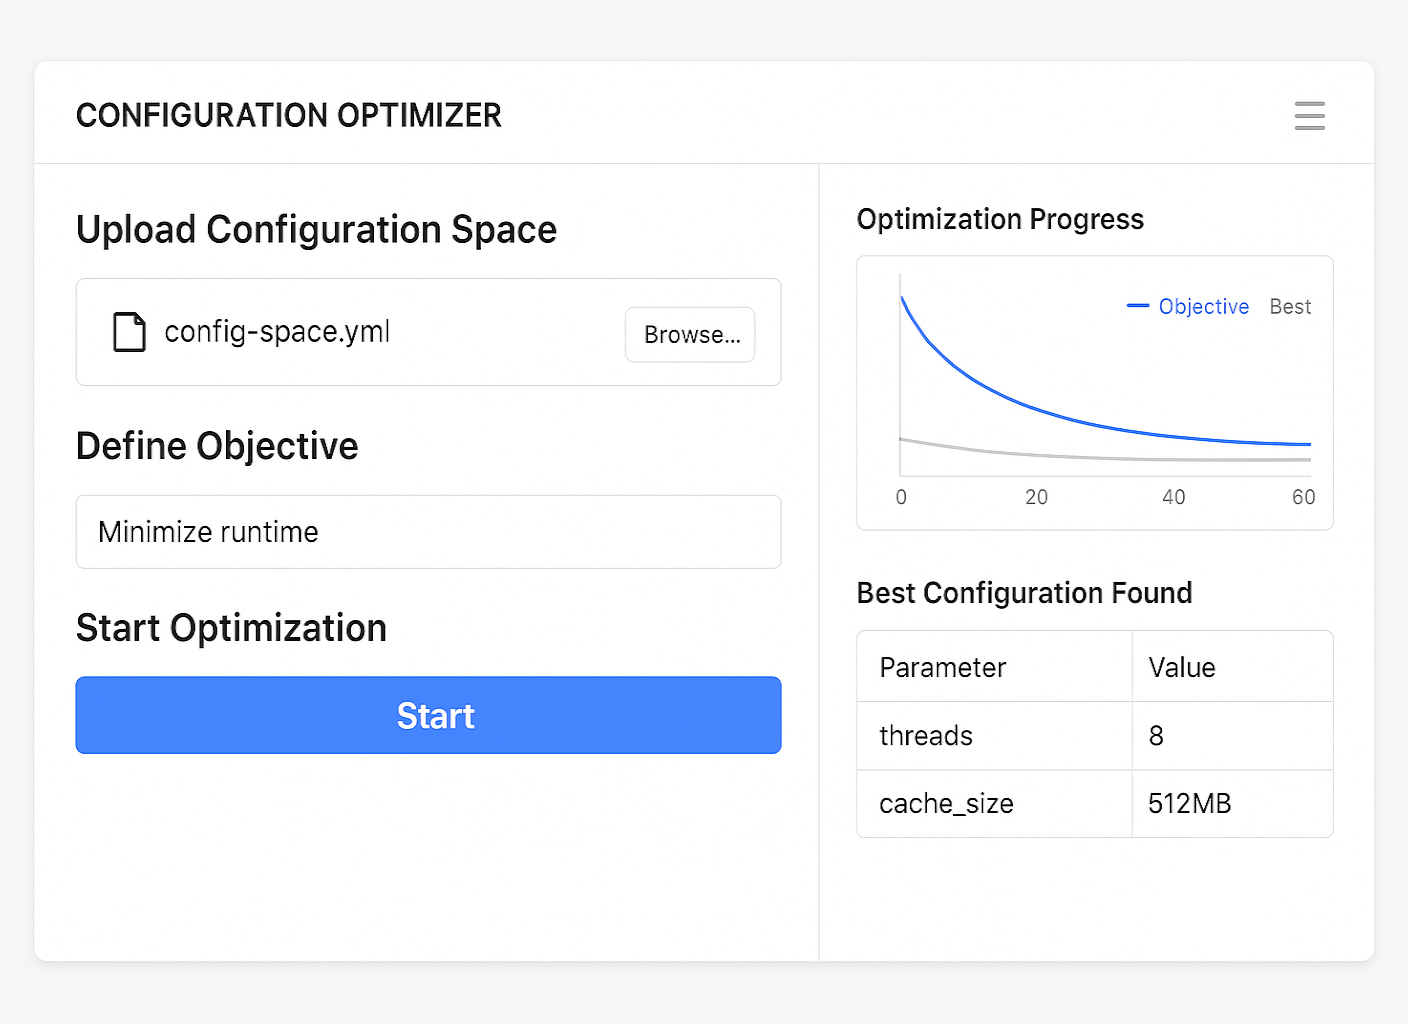 CONFIGURATION OPTIMIZER
Upload Configuration Space
config-space.yml
Browse...
Define Objective
Minimize runtime
Start Optimization
Start
Optimization Progress
Objective Best
0 20 40 60
Best Configuration Found
Parameter Value
threads 8
cache_size 512MB